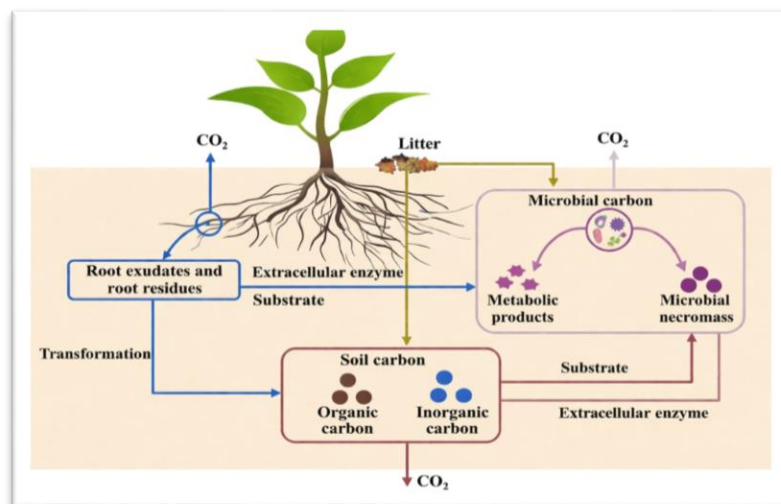 CO₂
Litter
CO₂
Microbial carbon
Root exudates and
root residues
Extracellular enzyme
Substrate
Metabolic
products
Microbial
necromass
Transformation
Soil carbon
Organic
carbon
Inorganic
carbon
Substrate
Extracellular enzyme
CO₂